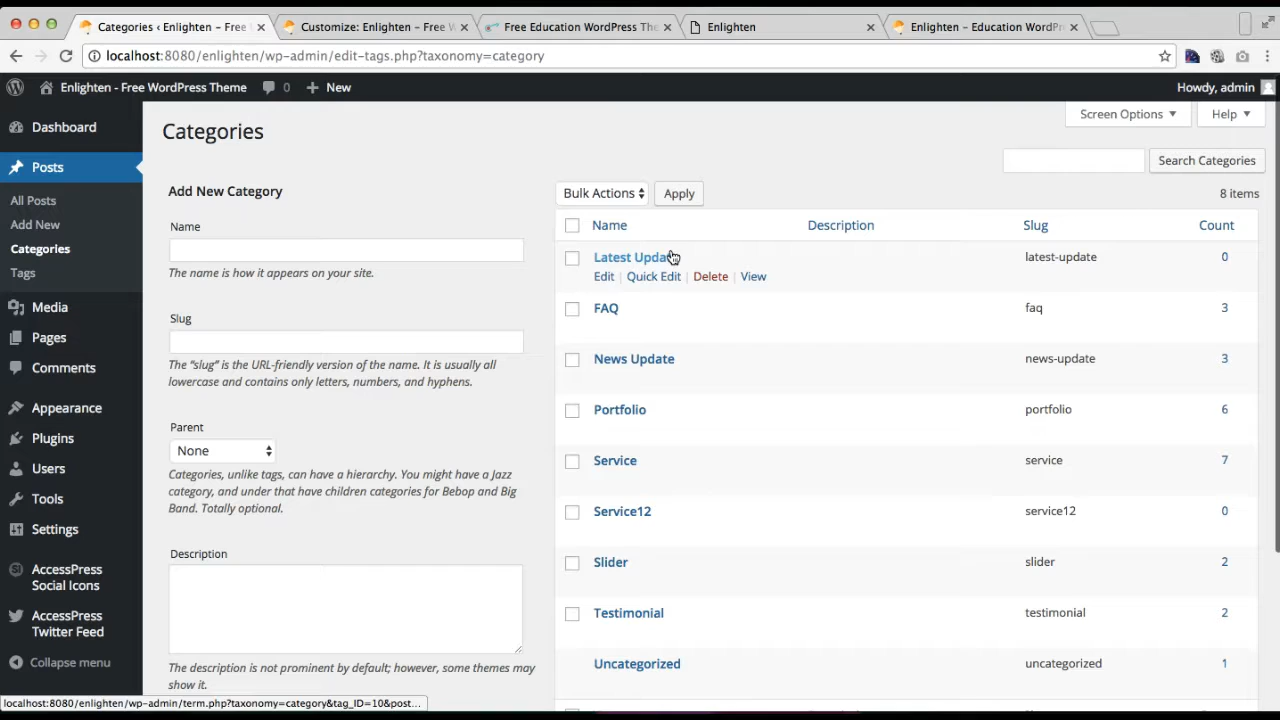 Categories ‹ Enlighten – Free
Customize: Enlighten – Free W
Free Education WordPress The
Enlighten
Enlighten – Education WordPr
localhost:8080/enlighten/wp-admin/edit-tags.php?taxonomy=category
Enlighten - Free WordPress Theme
0
New
Howdy, admin
Dashboard
Posts
All Posts
Add New
Categories
Tags
Media
Pages
Comments
Appearance
Plugins
Users
Tools
Settings
AccessPress
Social Icons
AccessPress
Twitter Feed
Collapse menu
Categories
Screen Options
Help
Search Categories
Add New Category
Name
The name is how it appears on your site.
Slug
The “slug” is the URL-friendly version of the name. It is usually all
lowercase and contains only letters, numbers, and hyphens.
Parent
None
Categories, unlike tags, can have a hierarchy. You might have a Jazz
category, and under that have children categories for Bebop and Big
Band. Totally optional.
Description
The description is not prominent by default; however, some themes may
show it.
Bulk Actions
Apply
8 items
Name Description Slug Count
Latest Update latest-update 0
Edit | Quick Edit | Delete | View
FAQ faq 3
News Update news-update 3
Portfolio portfolio 6
Service service 7
Service12 service12 0
Slider slider 2
Testimonial testimonial 2
Uncategorized uncategorized 1
localhost:8080/enlighten/wp-admin/term.php?taxonomy=category&tag_ID=10&post...